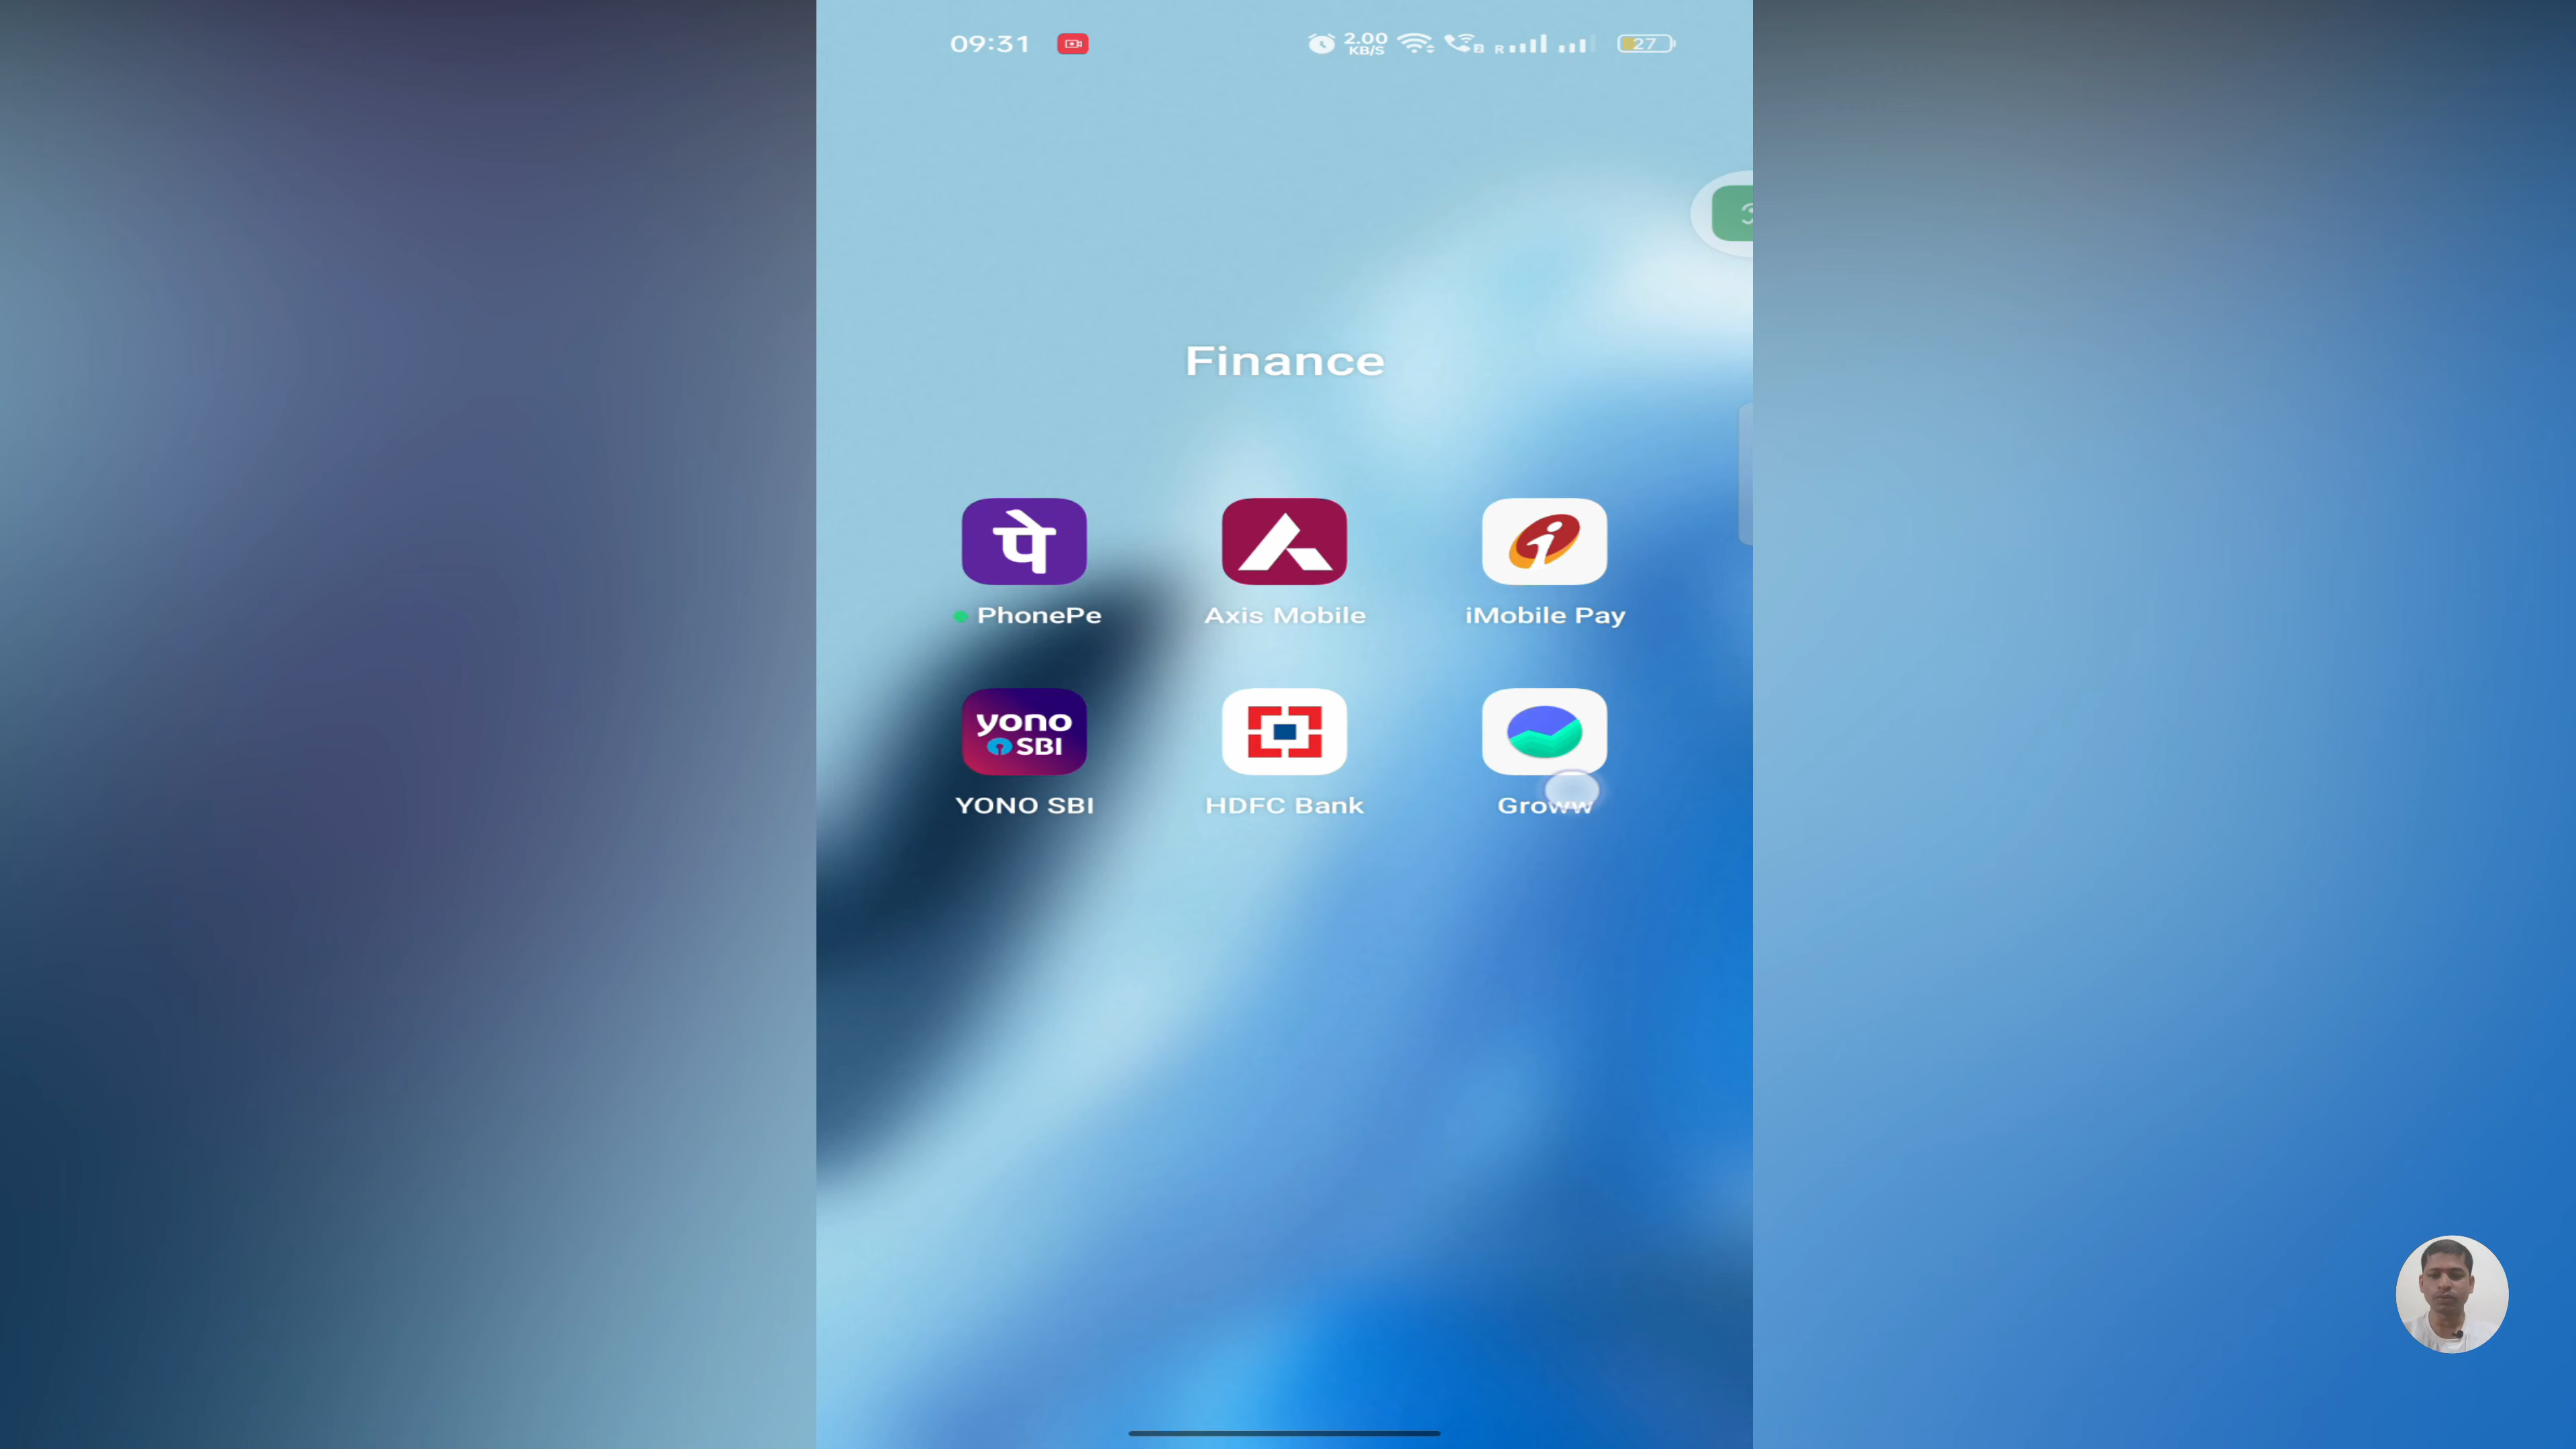 09:31 2.00 KB/S R 27
Finance
पे
PhonePe Axis Mobile iMobile Pay
yono
SBI
YONO SBI HDFC Bank Groww